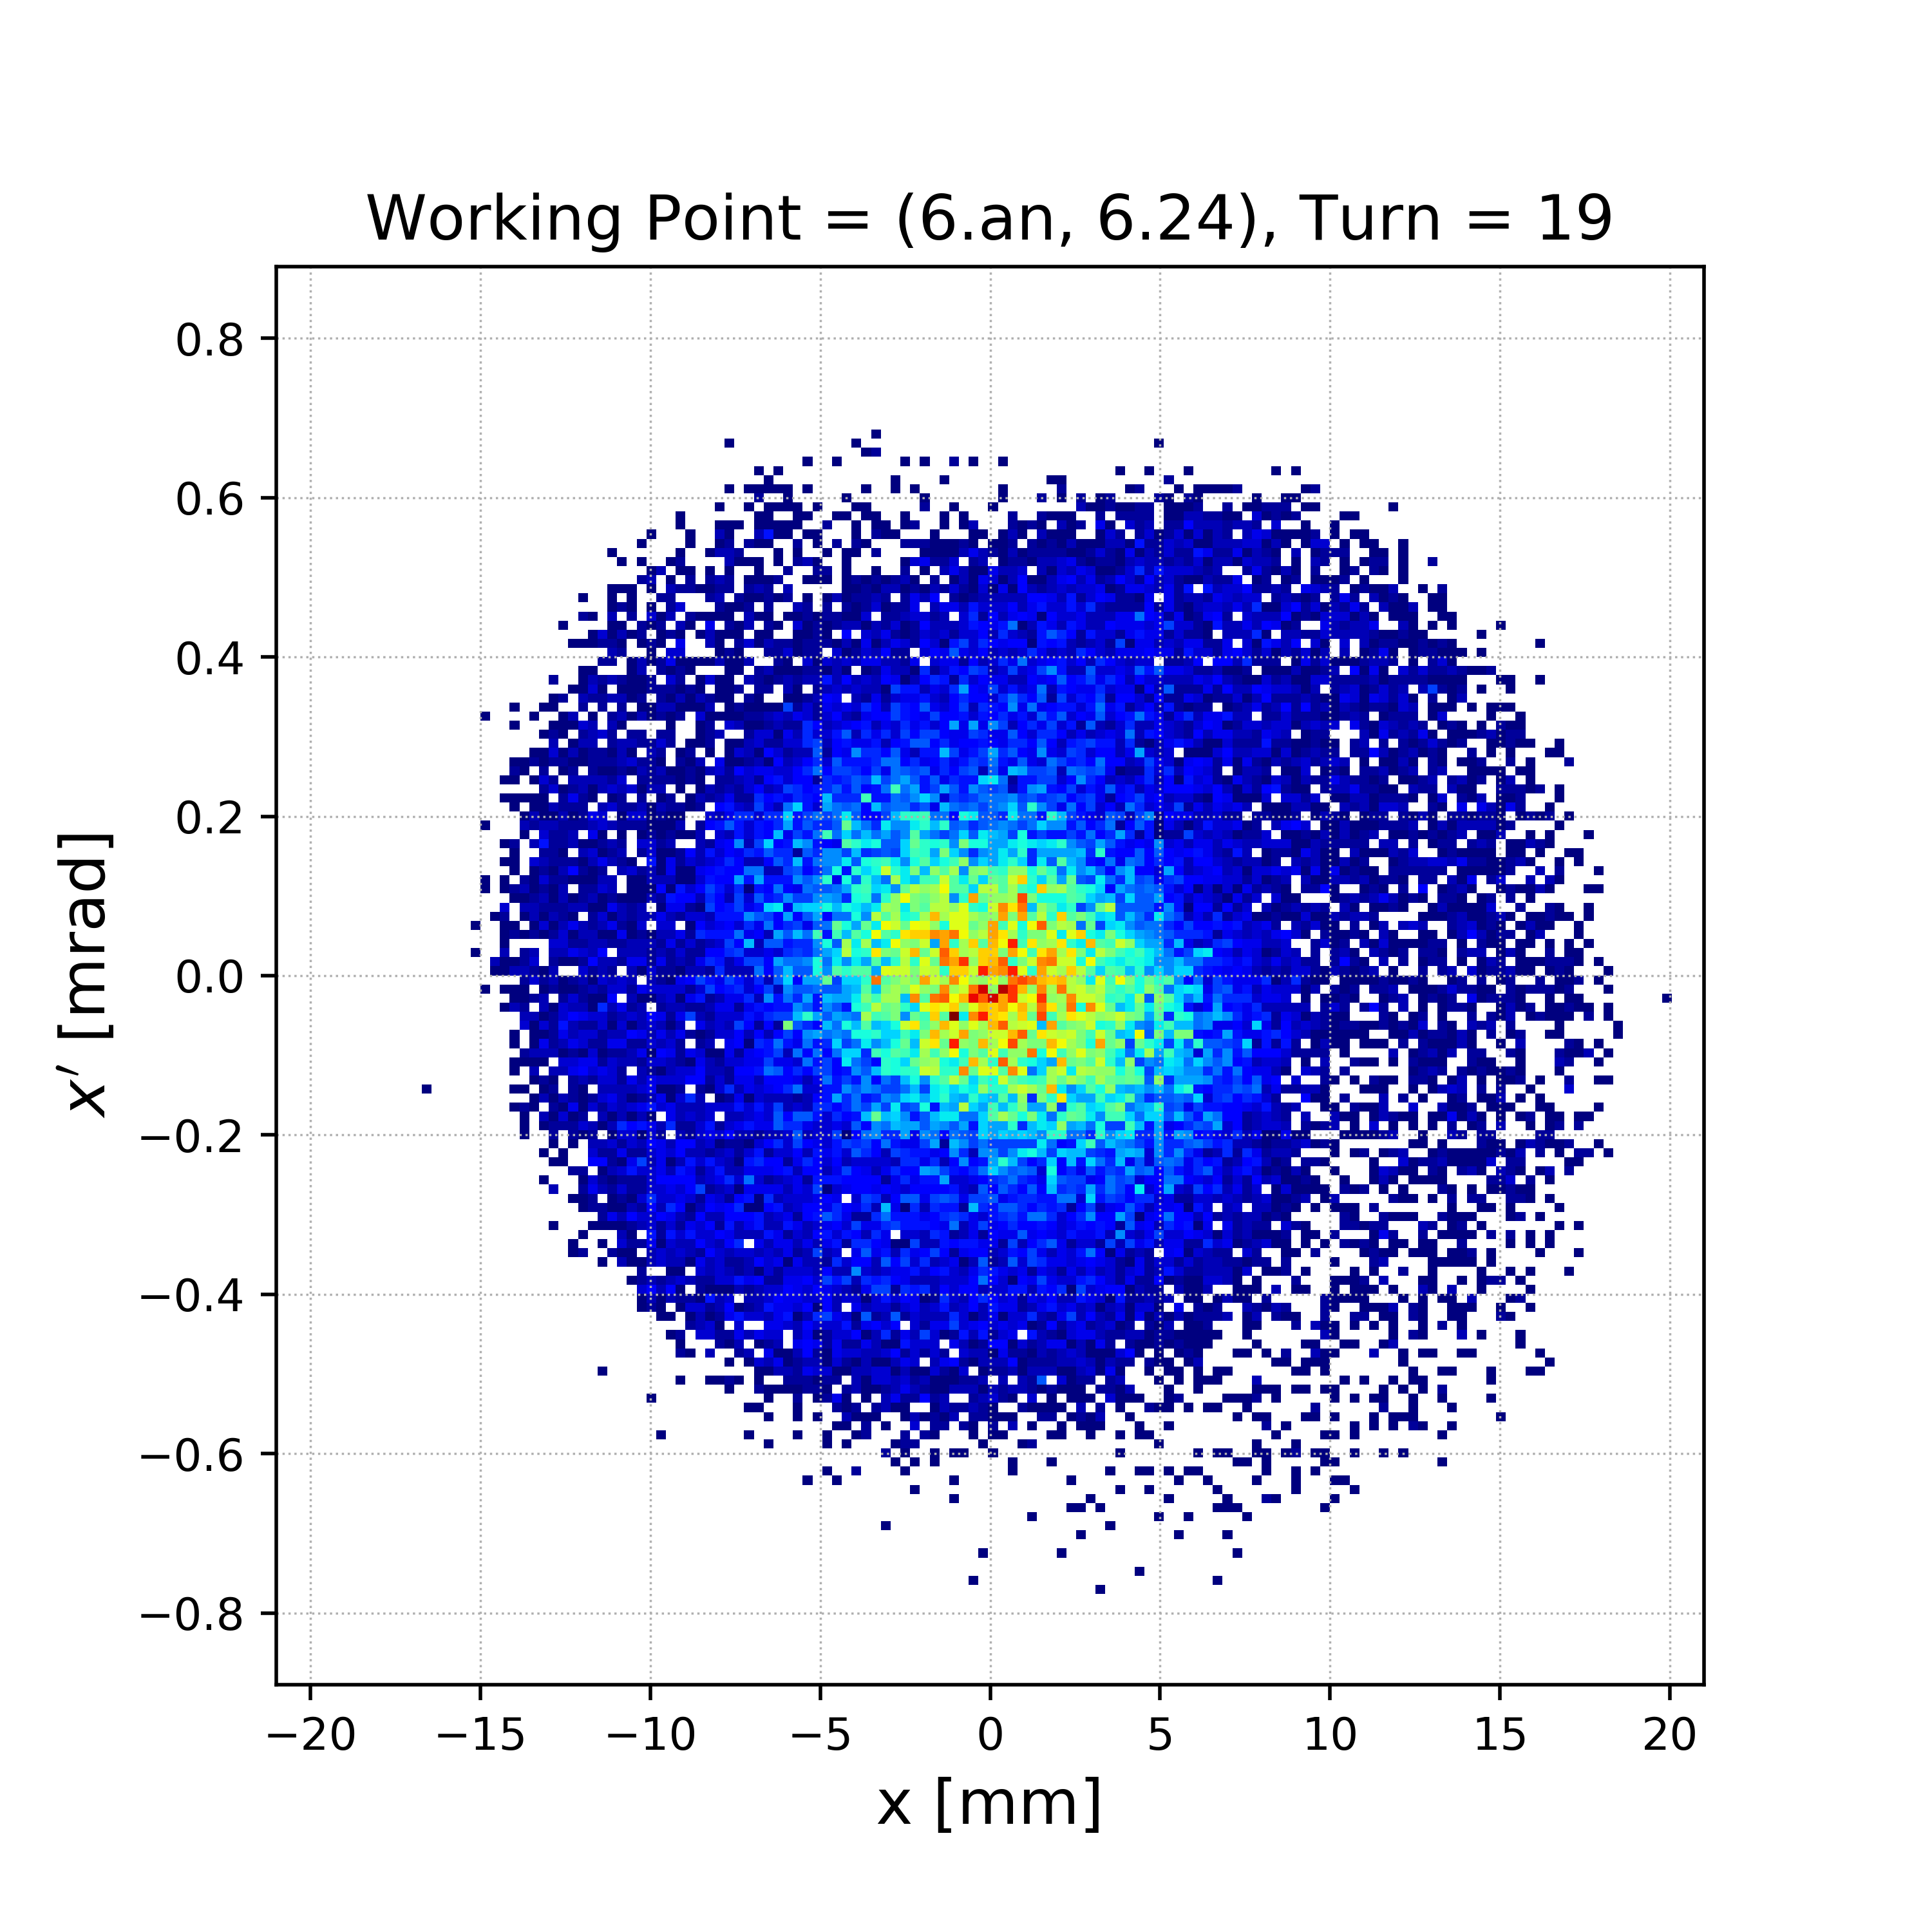 Working Point = (6.an, 6.24), Turn = 19
x′ [mrad]
0.8
0.6
0.4
0.2
0.0
−0.2
−0.4
−0.6
−0.8
−20 −15 −10 −5 0 5 10 15 20
x [mm]